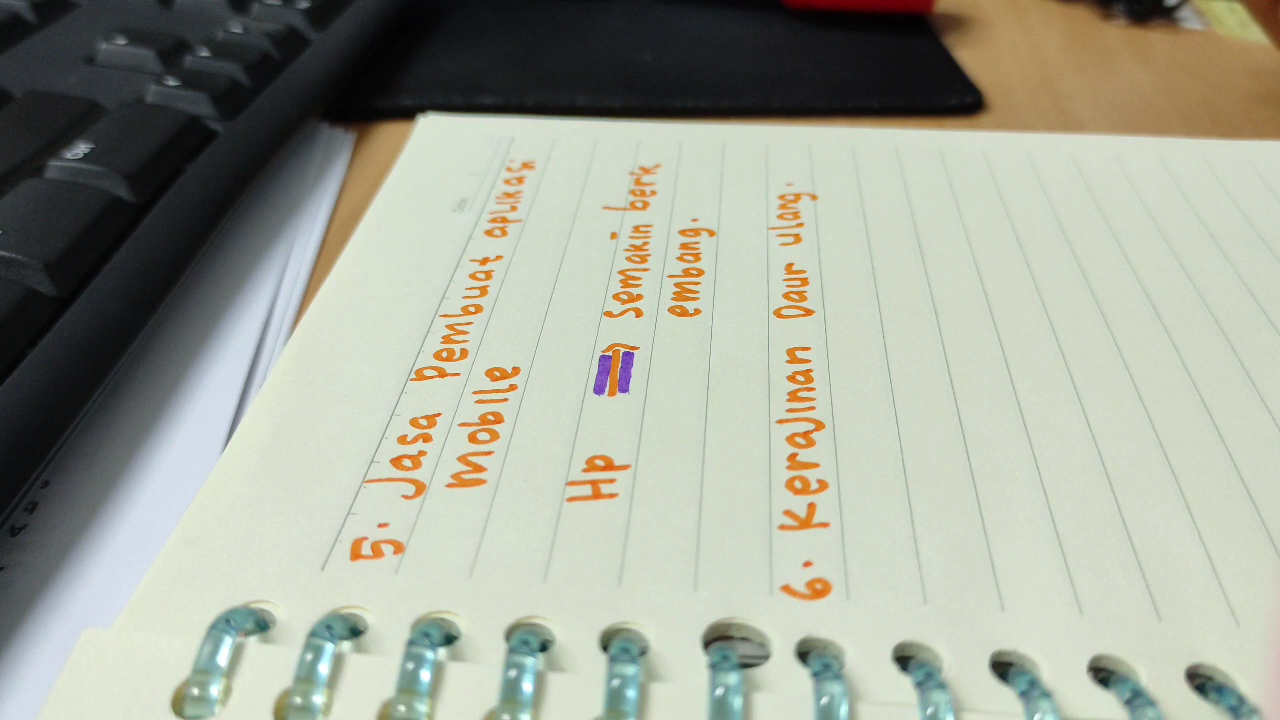 5. Jasa Pembuat aplikasi
mobile
Hp ⇒ semakin berk
embang.
6. Kerajinan Daur ulang.